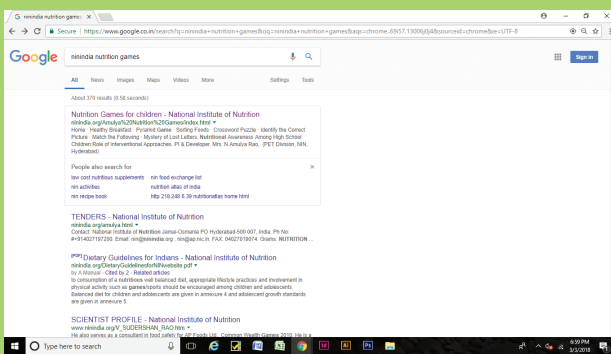 ninindia nutrition games
Secure | https://www.google.co.in/search?q=ninindia+nutrition+games&oq=ninindia+nutrition+games&aqs=chrome..69i57.13006j0j4&sourceid=chrome&ie=UTF-8
Google
ninindia nutrition games
Sign in
All News Images Maps Videos More Settings Tools
About 370 results (0.56 seconds)
Nutrition Games for children - National Institute of Nutrition
ninindia.org/Amulya%20Nutrition%20Games/index.html
Home · Healthy Breakfast · Pyramid Game · Sorting Foods · Crossword Puzzle · Identify the Correct
Picture · Match the Following · Mystery of Lost Letters. Nutritional Awareness Among High School
Children:Role of Interventional Approaches. PI & Developer. Mrs. N.Amulya Rao, .(PET Division, NIN,
Hyderabad)
People also search for
low cost nutritious supplements nin food exchange list
nin activities nutrition atlas of india
nin recipe book http 218.248 6 39 nutritionatlas home html
TENDERS - National Institute of Nutrition
ninindia.org/amulya.html
Contact. National Institute of Nutrition Jamai-Osmania PO Hyderabad-500 007, India. Ph No:
#+914027197200. Email: nin@ninindia.org , nin@ap.nic.in. FAX: 04027019074. Grams: NUTRITION ...
[PDF] Dietary Guidelines for Indians - National Institute of Nutrition
ninindia.org/DietaryGuidelinesforNINwebsite.pdf
by A Manual - Cited by 2 - Related articles
to consumption of a nutritious well balanced diet, appropriate lifestyle practices and involvement in
physical activity such as games/sports should be encouraged among children and adolescents.
Balanced diet for children and adolescents are given in annexure 4 and adolescent growth standards
are given in annexure 5.
SCIENTIST PROFILE - National Institute of Nutrition
www.ninindia.org/V_SUDERSHAN_RAO.htm
He also serves as a consultant in food safety for AP Foods Ltd., Common Wealth Games 2010. He is a
Type here to search
Id Ai Ps
6:59 PM
3/3/2018